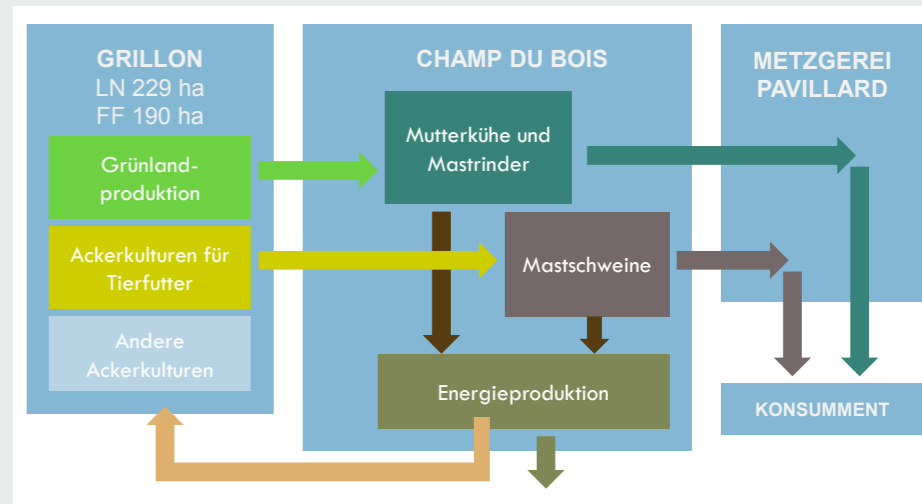 GRILLON
LN 229 ha
FF 190 ha
Grünland-
produktion
Ackerkulturen für
Tierfutter
Andere
Ackerkulturen
CHAMP DU BOIS
Mutterkühe und
Mastrinder
Mastschweine
Energieproduktion
METZGEREI
PAVILLARD
KONSUMMENT